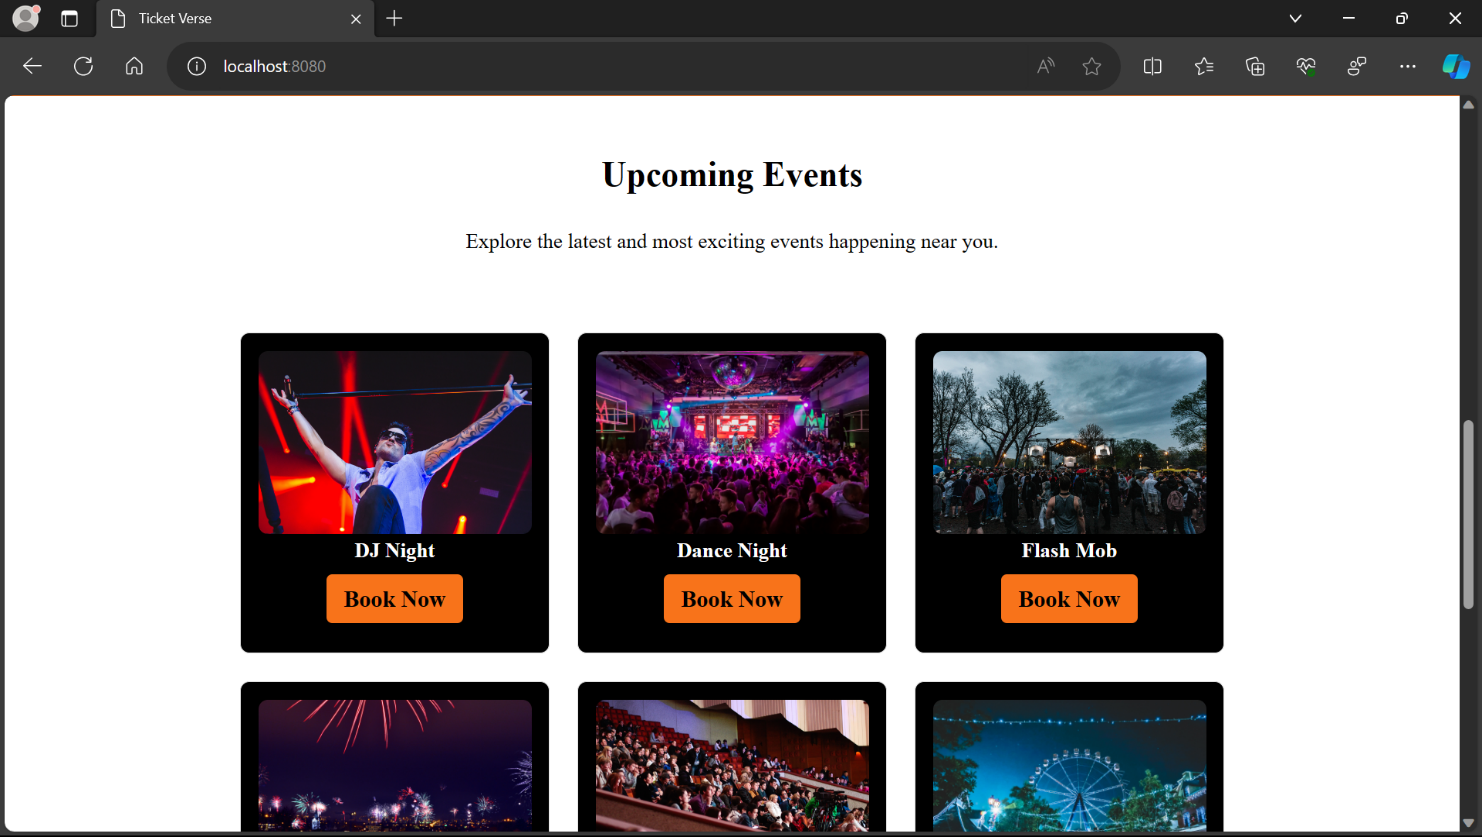 Ticket Verse
localhost:8080
Upcoming Events
Explore the latest and most exciting events happening near you.
DJ Night
Dance Night
Flash Mob
Book Now
Book Now
Book Now